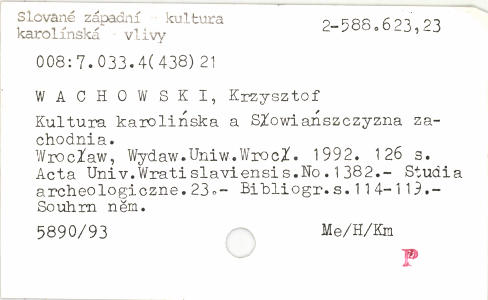 Slované západní - kultura
karolínská - vlivy
2-588.623,23
008:7.033.4(438)21
W A C H O W S K I, Krzysztof
Kultura karolińska a Słowiańszczyzna za-
chodnia.
Wrocław, Wydaw.Uniw.Wrocł. 1992. 126 s.
Acta Univ.Wratislaviensis.No.1382.- Studia
archeologiczne.23.- Bibliogr.s.114-119.-
Souhrn něm.
5890/93
Me/H/Km
P